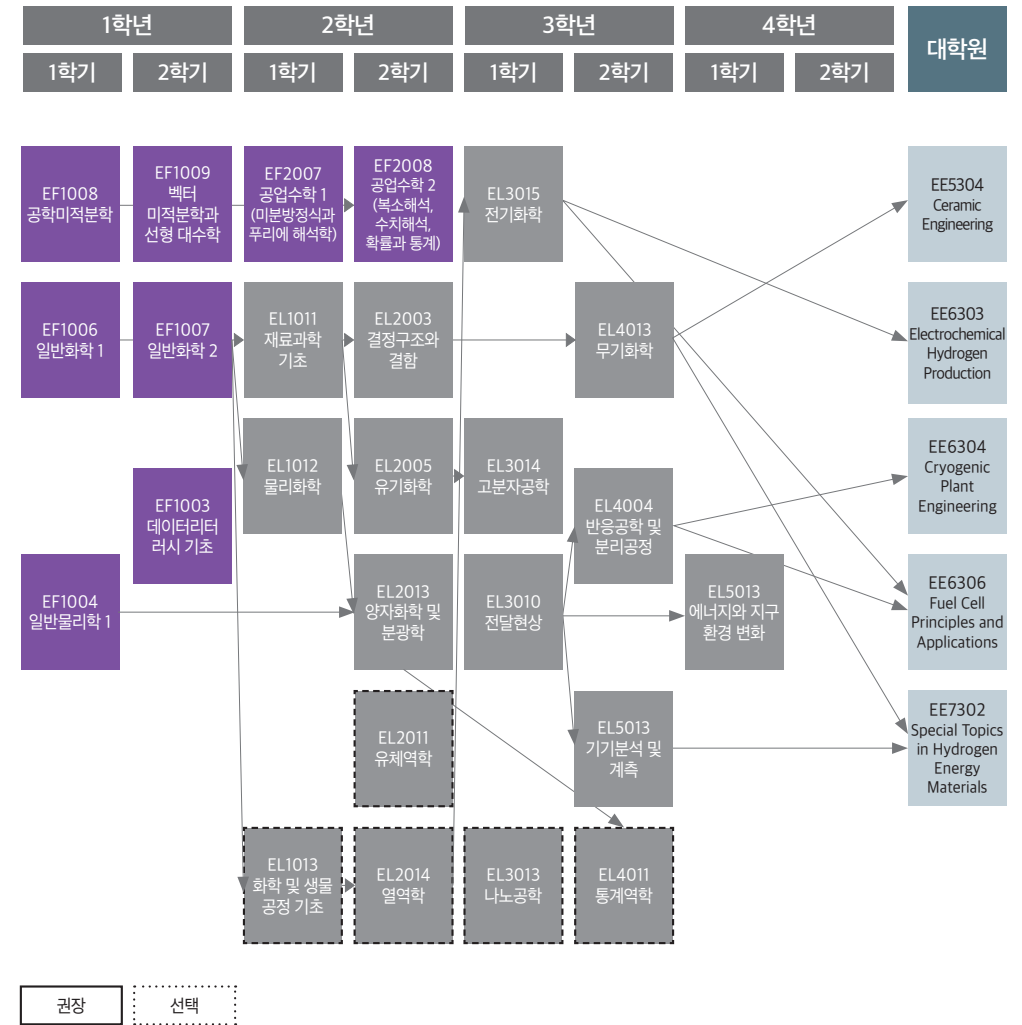 1학년
2학년
3학년
4학년
대학원
1학기
2학기
1학기
2학기
1학기
2학기
1학기
2학기
EF1008
공학미적분학
EF1009
벡터
미적분학과
선형 대수학
EF2007
공업수학 1
(미분방정식과
푸리에 해석학)
EF2008
공업수학 2
(복소해석,
수치해석,
확률과 통계)
EL3015
전기화학
EE5304
Ceramic
Engineering
EF1006
일반화학 1
EF1007
일반화학 2
EL1011
재료과학
기초
EL2003
결정구조와
결함
EL4013
무기화학
EE6303
Electrochemical
Hydrogen
Production
EL1012
물리화학
EL2005
유기화학
EL3014
고분자공학
EE6304
Cryogenic
Plant
Engineering
EF1003
데이터리터
러시 기초
EL4004
반응공학 및
분리공정
EF1004
일반물리학 1
EL2013
양자화학 및
분광학
EL3010
전달현상
EL5013
에너지와 지구
환경 변화
EE6306
Fuel Cell
Principles and
Applications
EL2011
유체역학
EL5013
기기분석 및
계측
EE7302
Special Topics
in Hydrogen
Energy
Materials
EL1013
화학 및 생물
공정 기초
EL2014
열역학
EL3013
나노공학
EL4011
통계역학
권장
선택